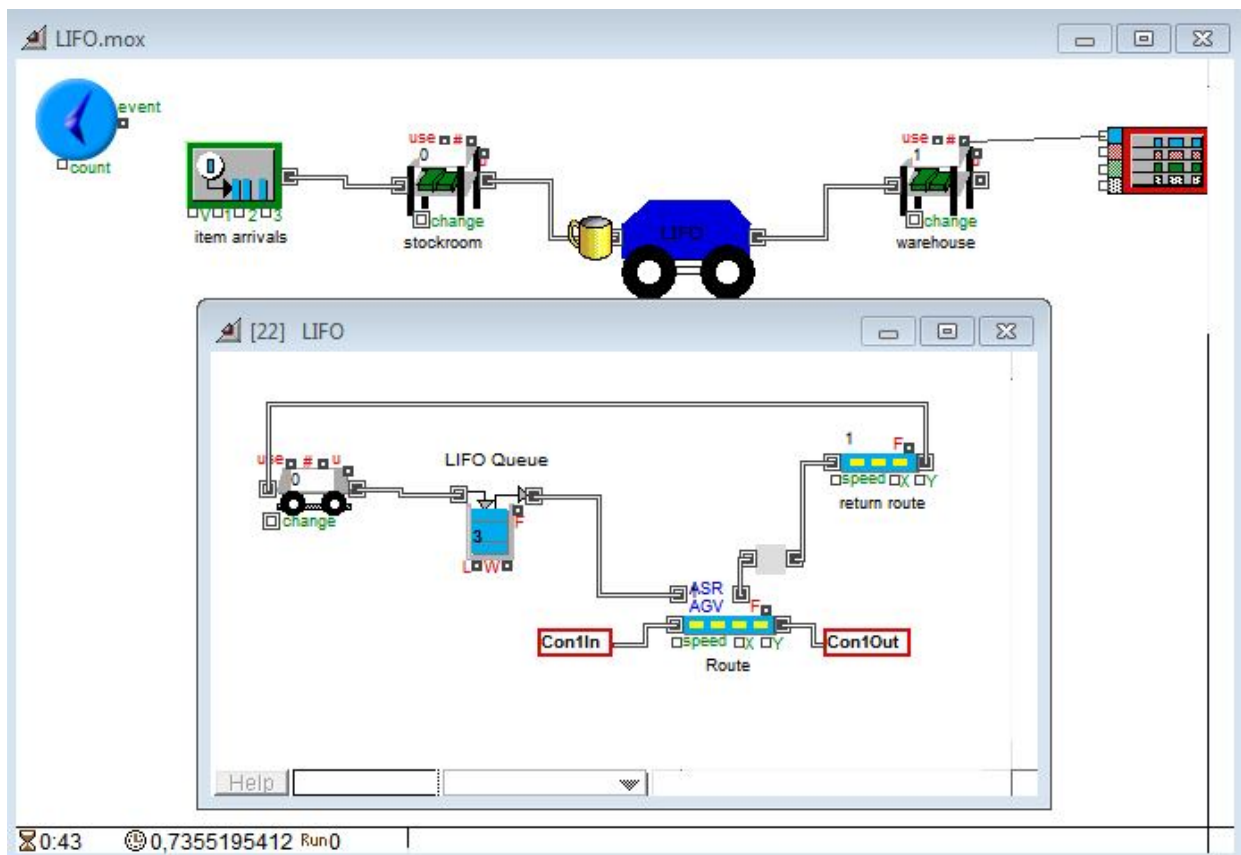 LIFO.mox
event
count
use #
0
u
V 1 2 3
item arrivals
change
stockroom
LIFO
use #
1
change
warehouse
[22] LIFO
use # u
0
change
LIFO Queue
3
F
L W
ASR
AGV
F
speed X Y
Route
Con1In
Con1Out
1
F
speed X Y
return route
Help
0:43
0,7355195412 Run0